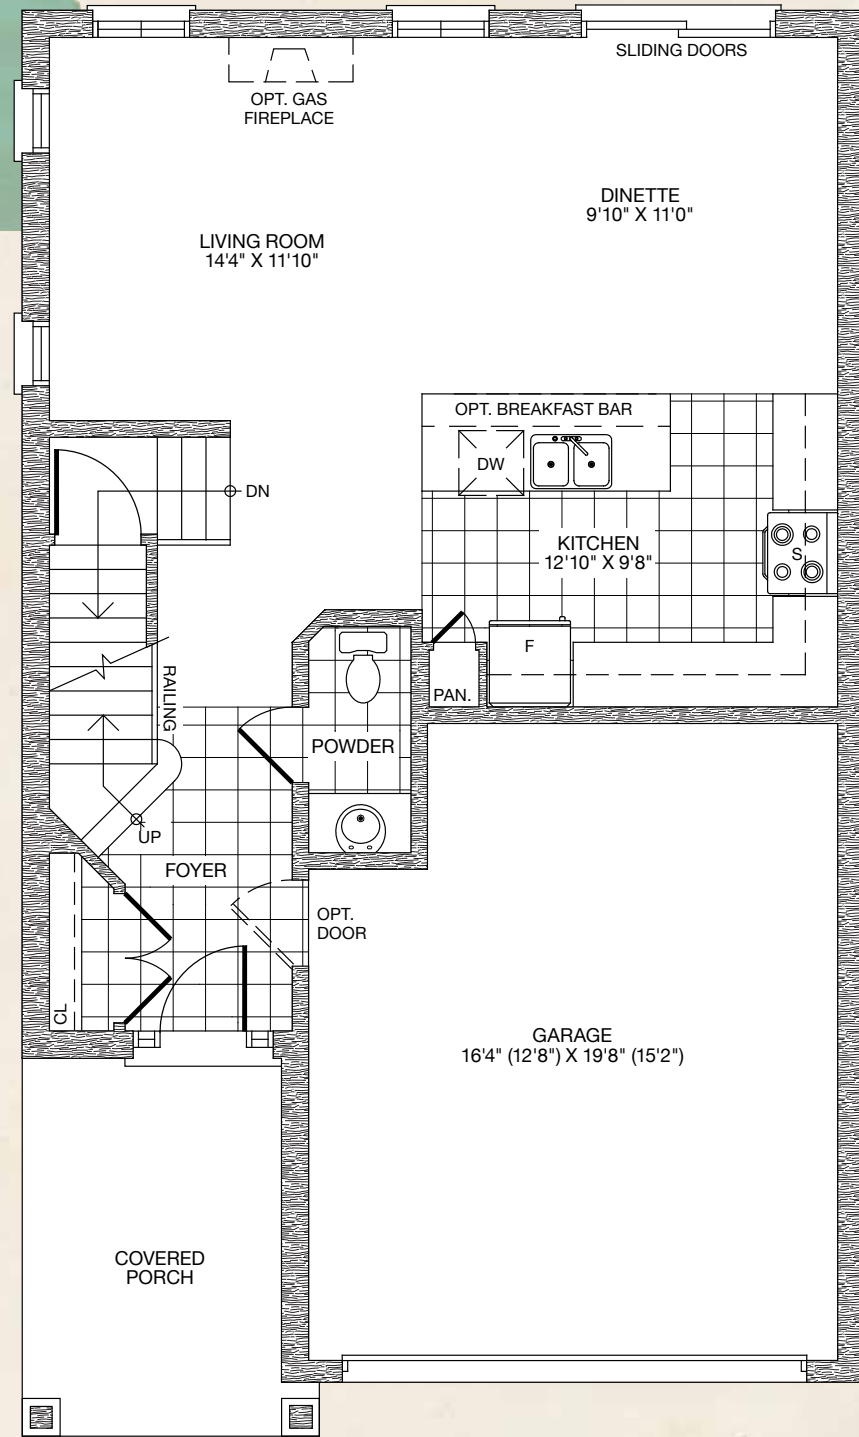 SLIDING DOORS
OPT. GAS
FIREPLACE
DINETTE
9'10" X 11'0"
LIVING ROOM
14'4" X 11'10"
OPT. BREAKFAST BAR
DW
DN
KITCHEN
12'10" X 9'8"
S
F
PAN.
RAILING
POWDER
UP
FOYER
OPT.
DOOR
CL
GARAGE
16'4" (12'8") X 19'8" (15'2")
COVERED
PORCH